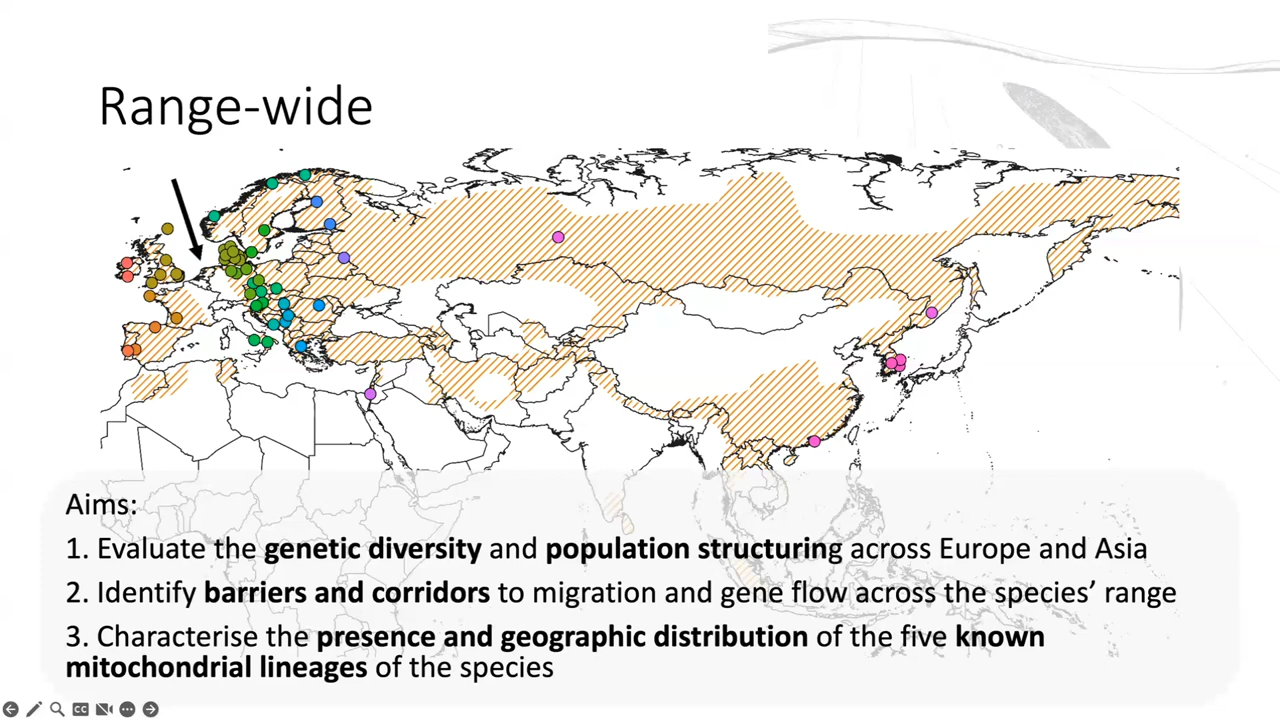 Range-wide
Aims:
1. Evaluate the genetic diversity and population structuring across Europe and Asia
2. Identify barriers and corridors to migration and gene flow across the species’ range
3. Characterise the presence and geographic distribution of the five known
mitochondrial lineages of the species
CC